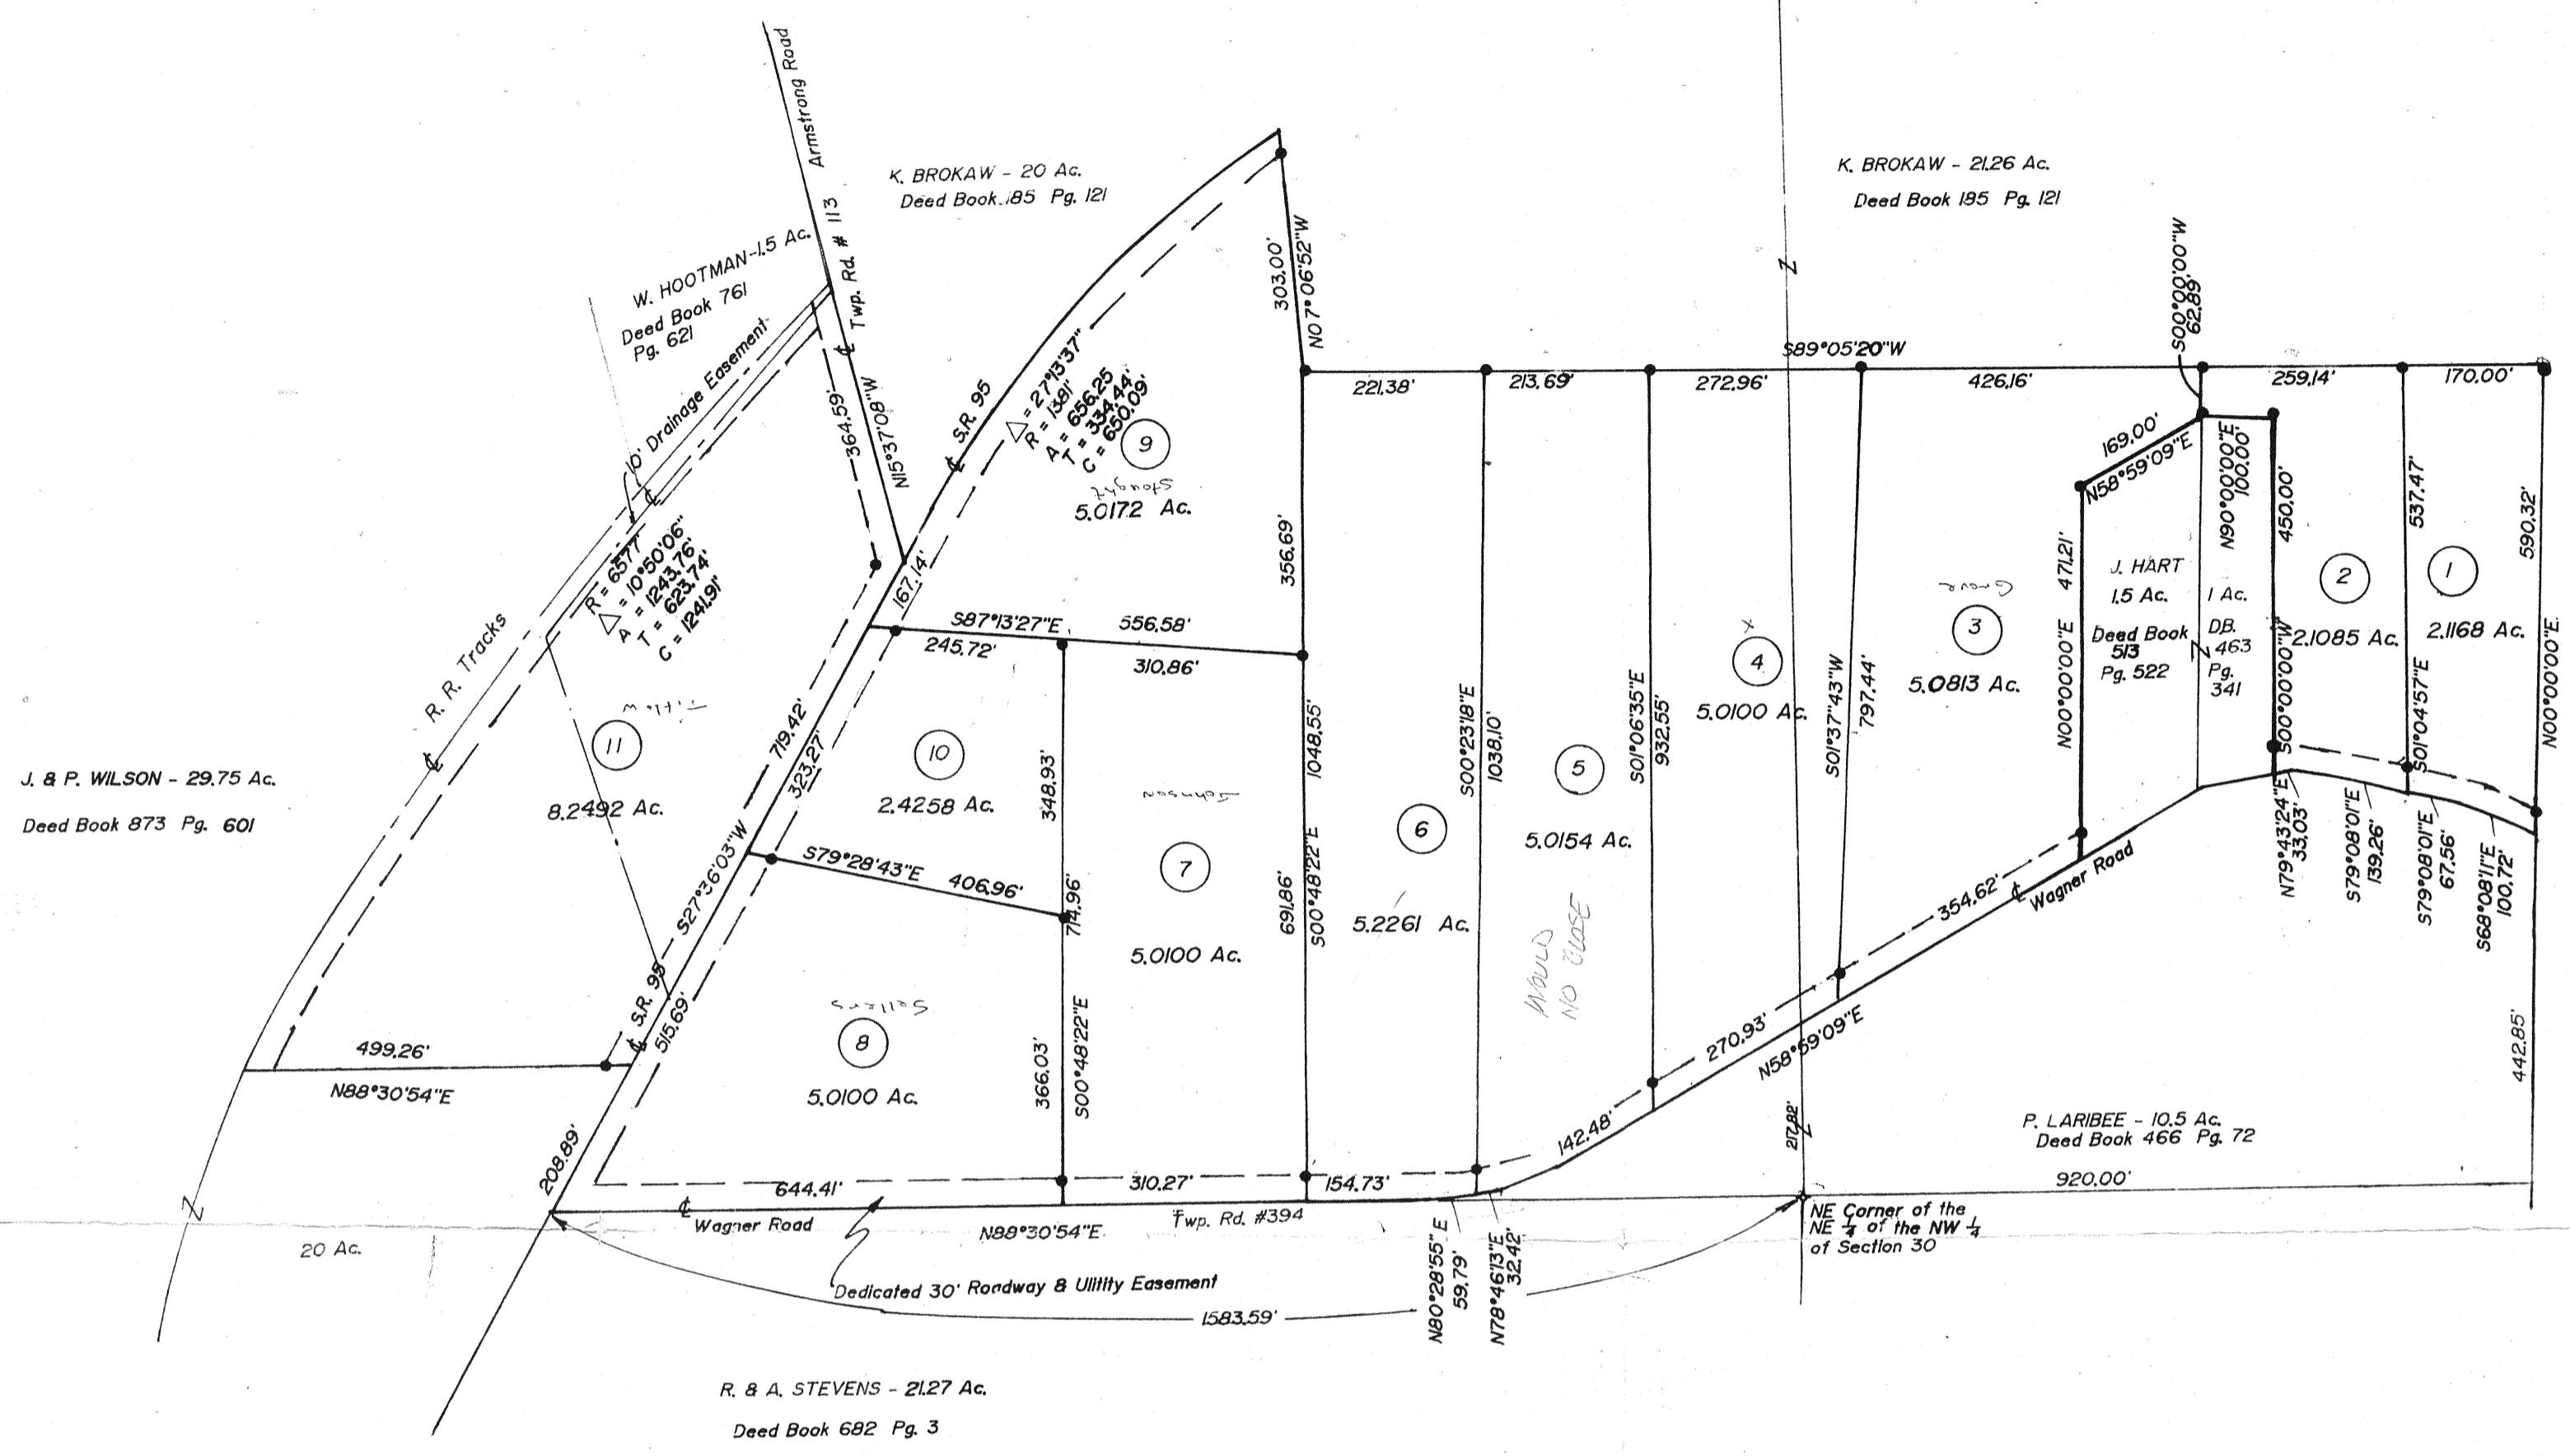 Armstrong Road
Twp. Rd. # 113
K. BROKAW - 20 Ac.
Deed Book 185 Pg. 121
K. BROKAW - 21.26 Ac.
Deed Book 195 Pg. 121
W. HOOTMAN-1.5 Ac.
Deed Book 761
Pg. 621
10' Drainage Easement
364.59'
N15°37'08"W
S.R. 95
△ = 27°13'37"
R = 1381'
A = 656.25
T = 334.44'
C = 650.09'
9
Stought
5.0172 Ac.
303.00'
N07°06'52"W
S89°05'20"W
221.38'
213.69'
272.96'
426.16'
259.14'
170.00'
S00°00'00"W
62.89'
169.00'
N58°59'09"E
N90°00'00"E
100.00'
450.00'
537.47'
590.32'
356.69'
R = 6577'
△ = 10°50'06"
A = 1243.76'
T = 623.74'
C = 1241.91'
R. R. Tracks
167.14'
S87°13'27"E
556.58'
245.72'
310.86'
471.21'
N00°00'00"E
J. HART
1.5 Ac.
Deed Book
513
Pg. 522
1 Ac.
D.B.
463
Pg.
341
2
2.1085 Ac.
1
2.1168 Ac.
S00°00'00"W
S01°04'57"E
N00°00'00"E
Grove
3
5.0813 Ac.
X
4
5.0100 Ac.
S01°37'43"W
797.44'
S01°06'35"E
932.55'
S00°23'18"E
1038.10'
1048.55'
Titlow
11
8.2492 Ac.
719.42'
323.27'
10
2.4258 Ac.
348.93'
Johnson
7
5.0100 Ac.
6
5.2261 Ac.
5
5.0154 Ac.
WOULD
NO CLOSE
J. & P. WILSON - 29.75 Ac.
Deed Book 873 Pg. 601
S27°36'03"W
S79°28'43"E 406.96'
714.96'
691.86'
S00°48'22"E
354.62'
Wagner Road
N79°43'24"E
33.03'
S79°08'01"E
139.26'
S79°08'01"E
67.56'
S68°08'11"E
100.72'
S.R. 95
515.69'
Sellers
8
5.0100 Ac.
366.03'
S00°48'22"E
499.26'
N88°30'54"E
270.93'
N58°59'09"E
142.48'
217.82'
442.85'
P. LARIBEE - 10.5 Ac.
Deed Book 466 Pg. 72
920.00'
208.89'
644.41'
310.27'
154.73'
Wagner Road
N88°30'54"E
Twp. Rd. #394
N80°28'55"E
59.79'
N78°46'13"E
32.42'
NE Corner of the
NE 1/4 of the NW 1/4
of Section 30
20 Ac.
Dedicated 30' Roadway & Ulitity Easement
1583.59'
R. & A. STEVENS - 21.27 Ac.
Deed Book 682 Pg. 3